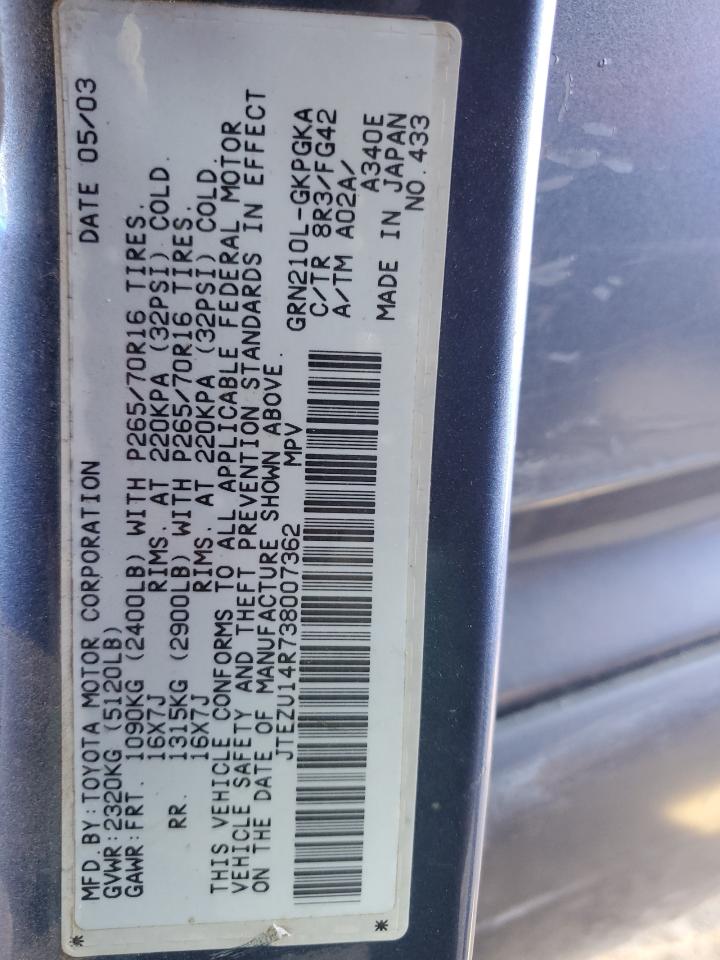 MFD.BY:TOYOTA MOTOR CORPORATION DATE 05/03
GVWR:2320KG (5120LB)
GAWR:FRT. 1090KG (2400LB) WITH P265/70R16 TIRES.
16X7J RIMS. AT 220KPA (32PSI) COLD.
RR. 1315KG (2900LB) WITH P265/70R16 TIRES.
16X7J RIMS. AT 220KPA (32PSI) COLD.
THIS VEHICLE CONFORMS TO ALL APPLICABLE FEDERAL MOTOR
VEHICLE SAFETY AND THEFT PREVENTION STANDARDS IN EFFECT
ON THE DATE OF MANUFACTURE SHOWN ABOVE.
JTEZU14R738007362 MPV
GRN210L-GKPGKA
C/TR 8R3/FG42
A/TM A02A/
A340E
MADE IN JAPAN
NO.433